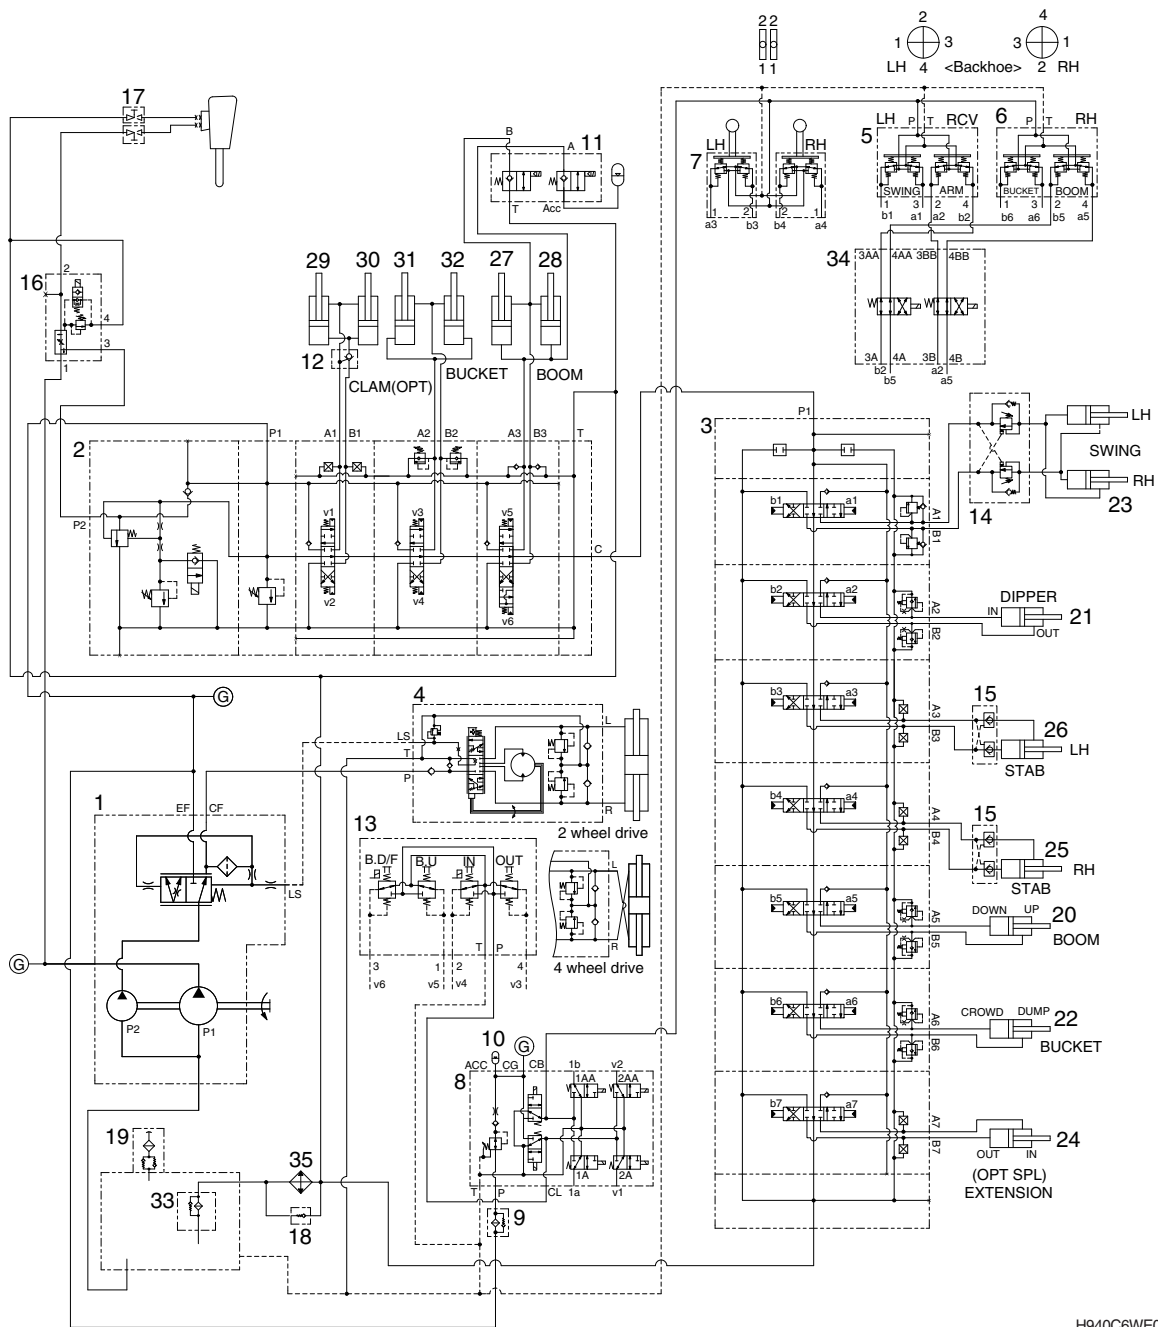 2 2
1 1
2
1 3
LH 4 <Backhoe>
4
3 1
2 RH
17
B
A 11
T Acc
LH
RH
7
a3 1 2 b3
b4 2 1 a4
LH P T RCV
5
SWING ARM
1 3 2 4
b1 a1 a2 b2
6 P T RH
BUCKET BOOM
1 3 2 4
b6 a6 b5 a5
34 3AA 4AA 3BB 4BB
3A 4A 3B 4B
b2 b5 a2 a5
16 2
4
3
1
29 30 31 32 27 28
12
CLAM(OPT) BUCKET BOOM
2
P1 A1 B1 A2 B2 A3 B3 T
P2
v1 v3 v5
C
v2 v4 v6
3 P1
14
LH
SWING
RH
23
b1 a1 A1 B1
b2 a2 A2 B2
DIPPER
IN OUT
21
b3 a3 A3 B3
15
26
LH
STAB
b4 a4 A4 B4
15
25
RH
STAB
b5 a5 A5 B5
DOWN UP
20
BOOM
b6 a6 A6 B6
CROWD DUMP
22
BUCKET
b7 a7 A7 B7
OUT IN
24
(OPT SPL)
EXTENSION
G
4
LS
T
P
L
R
2 wheel drive
1
EF CF
LS
G
P2 P1
13
B.D/F B.U IN OUT
T P
3 1 2 4
v6 v5 v4 v3
L
R
4 wheel drive
10 G
ACC CG CB 1b v2
8
1AA 2AA
1A 2A
T P CL 1a v1
9
19
33
35
18
H940C6WE0